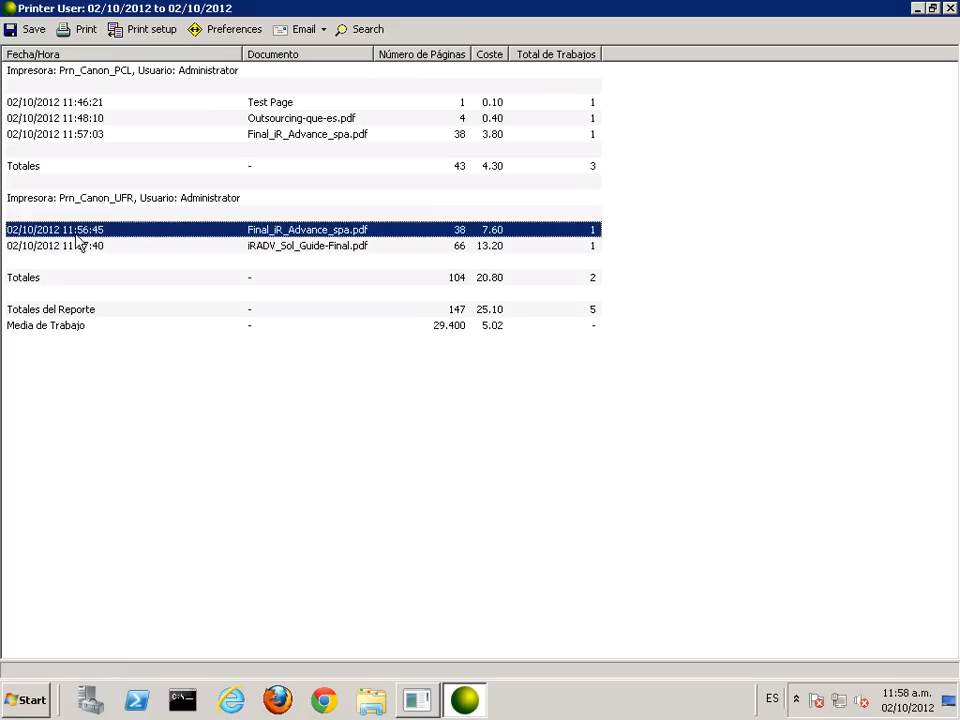 Printer User: 02/10/2012 to 02/10/2012
Save Print Print setup Preferences Email Search
Fecha/Hora Documento Número de Páginas Coste Total de Trabajos
Impresora: Prn_Canon_PCL, Usuario: Administrator
02/10/2012 11:46:21 Test Page 1 0.10 1
02/10/2012 11:48:10 Outsourcing-que-es.pdf 4 0.40 1
02/10/2012 11:57:03 Final_iR_Advance_spa.pdf 38 3.80 1
Totales - 43 4.30 3
Impresora: Prn_Canon_UFR, Usuario: Administrator
02/10/2012 11:56:45 Final_iR_Advance_spa.pdf 38 7.60 1
02/10/2012 11:57:40 iRADV_Sol_Guide-Final.pdf 66 13.20 1
Totales - 104 20.80 2
Totales del Reporte - 147 25.10 5
Media de Trabajo - 29.400 5.02 -
Start ES 11:58 a.m.
02/10/2012